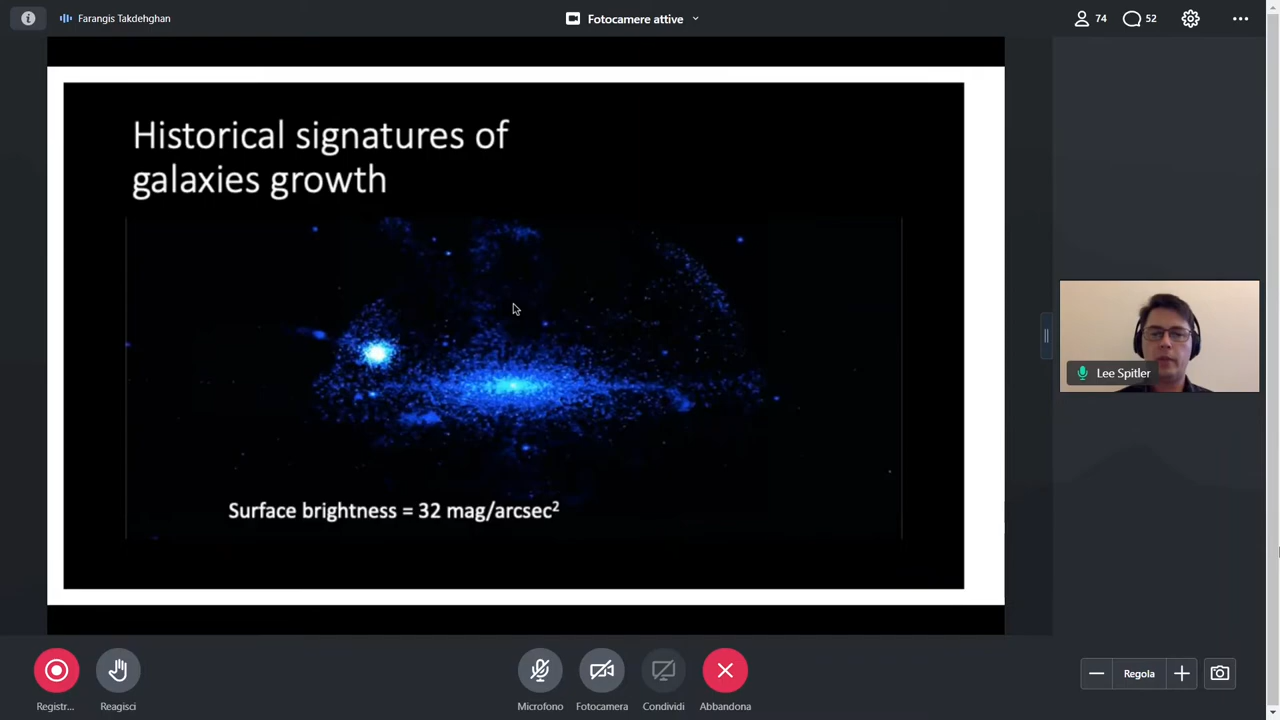 Farangis Takdehghan
Fotocamere attive
74
52
Historical signatures of
galaxies growth
Surface brightness = 32 mag/arcsec²
Lee Spitler
Registr...
Reagisci
Microfono
Fotocamera
Condividi
Abbandona
Regola